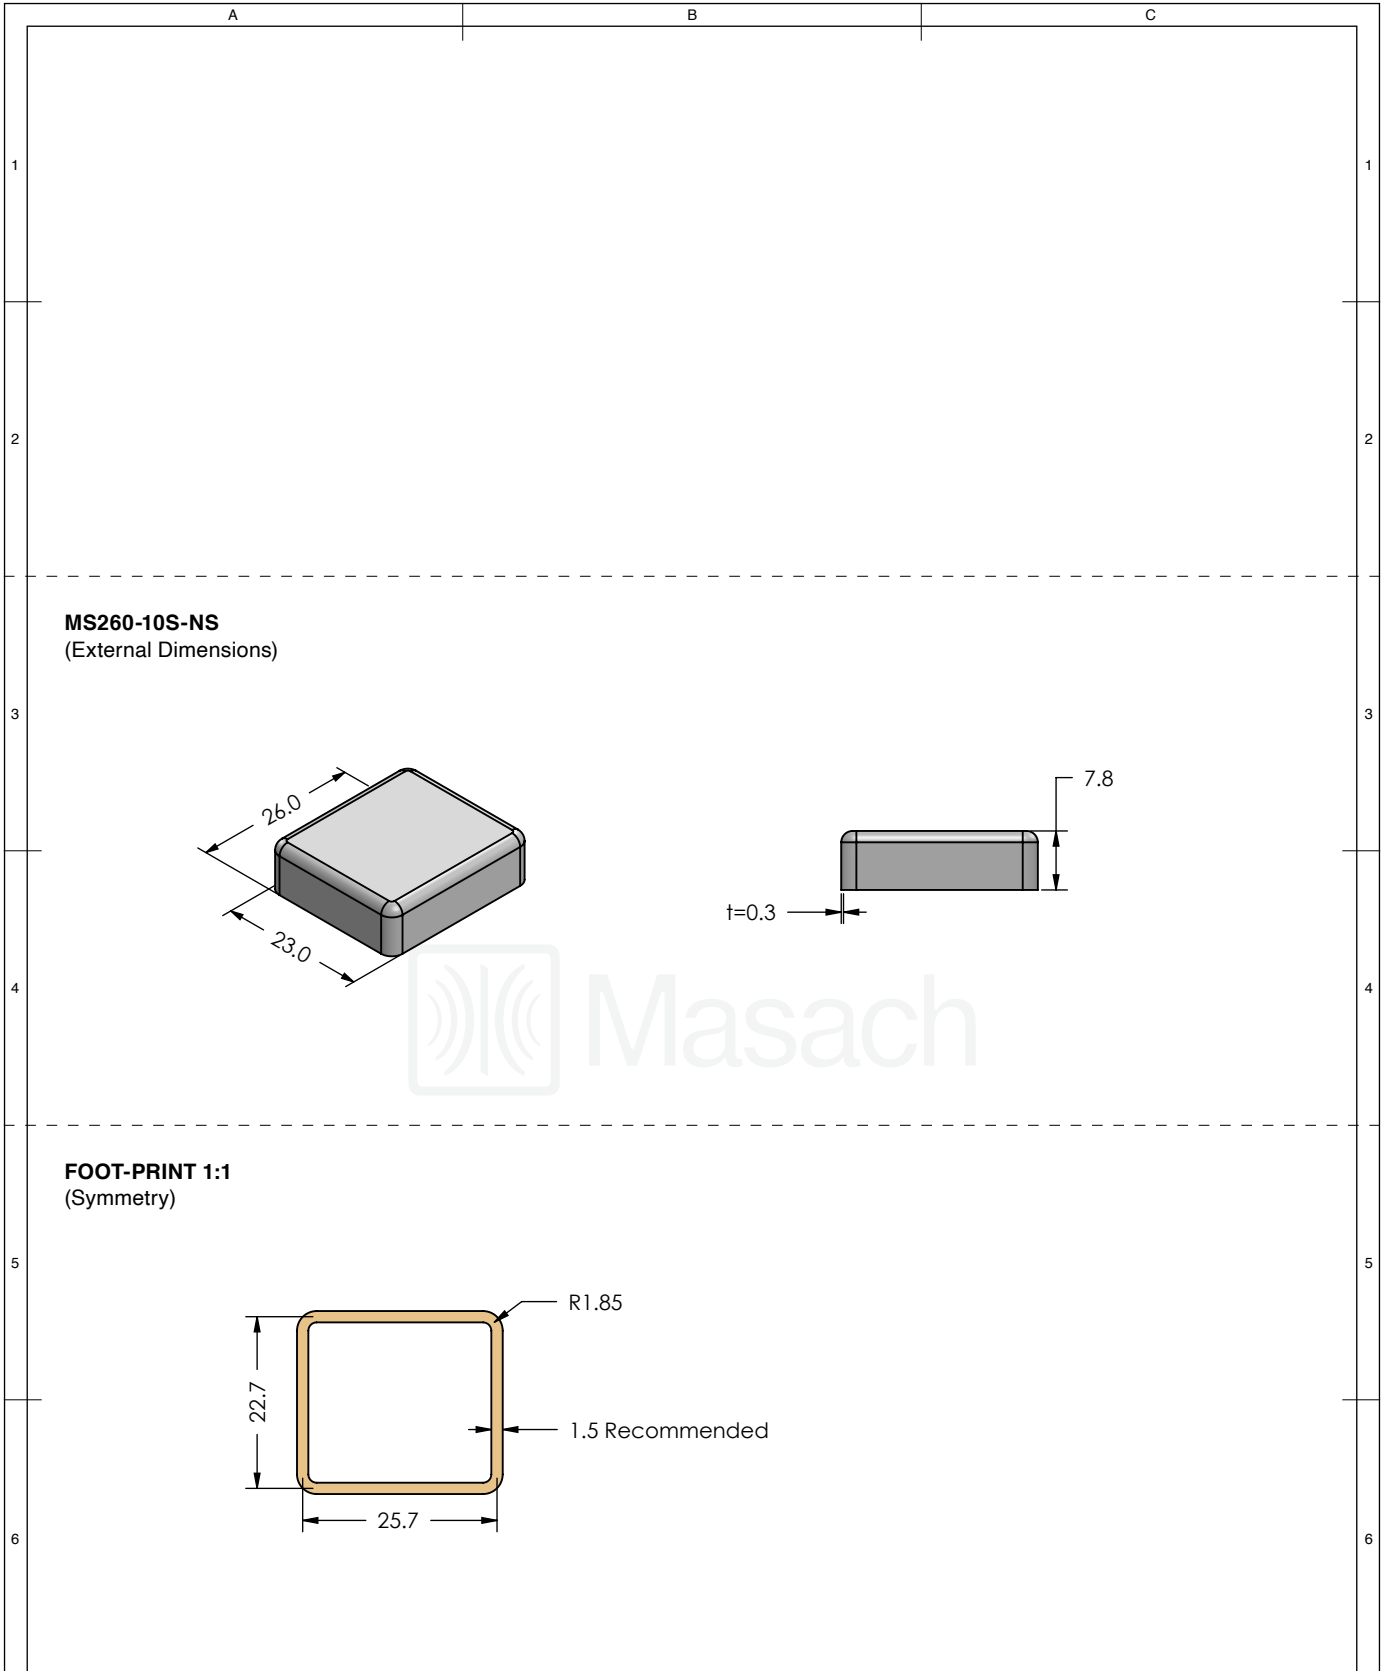 A B C
1 1
2 2
MS260-10S-NS
(External Dimensions)
3 3
7.8
26.0
t=0.3
23.0
4 4
Masach
FOOT-PRINT 1:1
(Symmetry)
5 5
R1.85
22.7
1.5 Recommended
25.7
6 6